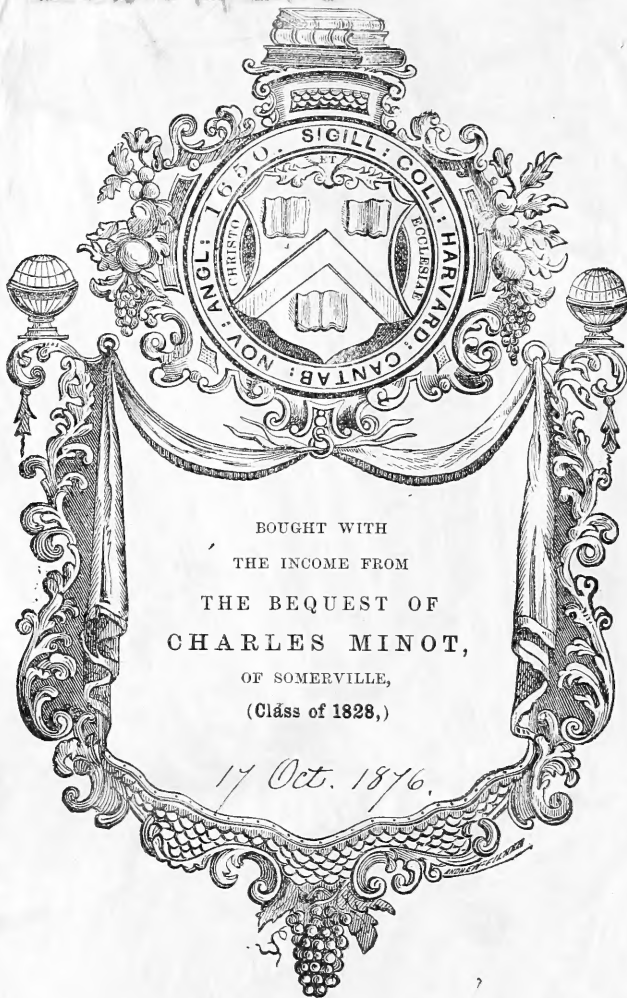 SIGILL: COLL: HARVARD: CANTAB: NOV: ANGL: 1650.
ET
CHRISTO
ECCLESIAE
BOUGHT WITH
THE INCOME FROM
THE BEQUEST OF
CHARLES MINOT,
OF SOMERVILLE,
(Class of 1828,)
17 Oct. 1876.